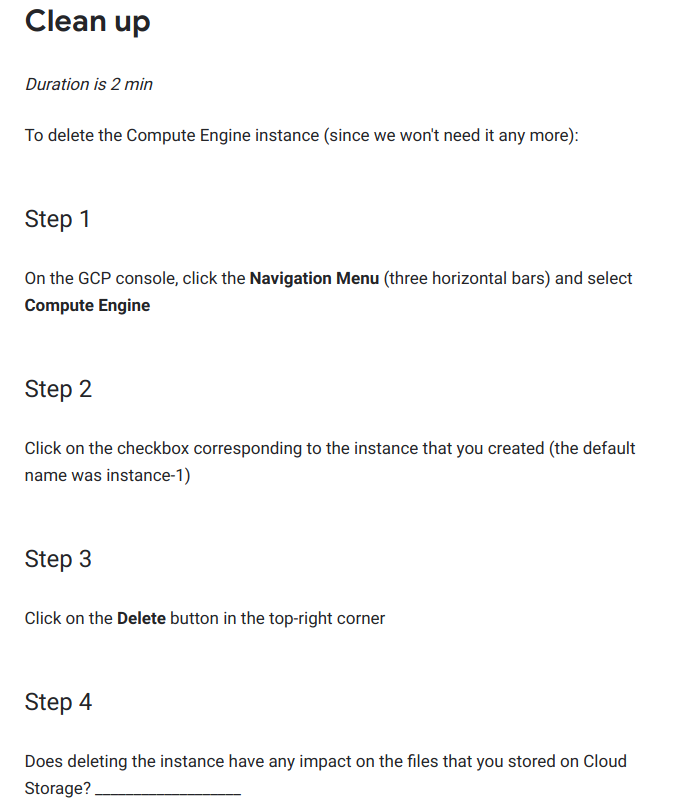 Clean up
Duration is 2 min
To delete the Compute Engine instance (since we won't need it any more):
Step 1
On the GCP console, click the Navigation Menu (three horizontal bars) and select
Compute Engine
Step 2
Click on the checkbox corresponding to the instance that you created (the default
name was instance-1)
Step 3
Click on the Delete button in the top-right corner
Step 4
Does deleting the instance have any impact on the files that you stored on Cloud
Storage? ___________________